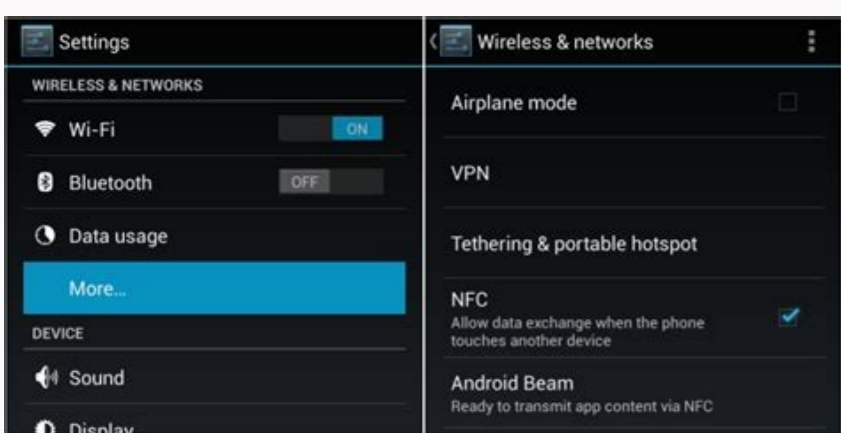 Settings
WIRELESS & NETWORKS
Wi-Fi
ON
Bluetooth
OFF
Data usage
More...
DEVICE
Sound
Display
Wireless & networks
Airplane mode
VPN
Tethering & portable hotspot
NFC
Allow data exchange when the phone
touches another device
Android Beam
Ready to transmit app content via NFC